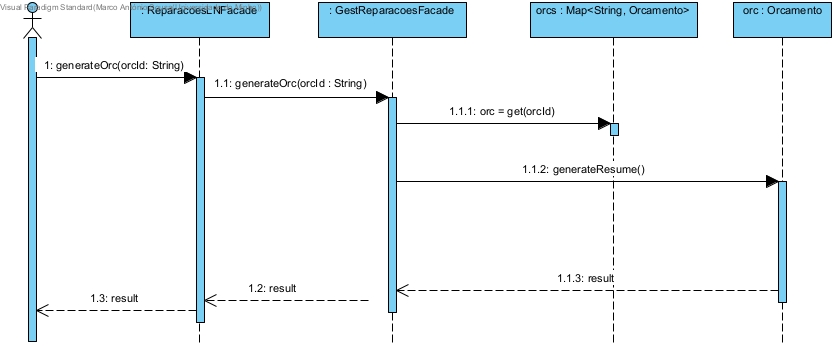 Visual Paradigm Standard(Marco António
: ReparacoesLNFacade
: GestReparacoesFacade
orcs : Map<String, Orcamento>
orc : Orcamento
1: generateOrc(orcId: String)
1.1: generateOrc(orcId : String)
1.1.1: orc = get(orcId)
1.1.2: generateResume()
1.1.3: result
1.2: result
1.3: result